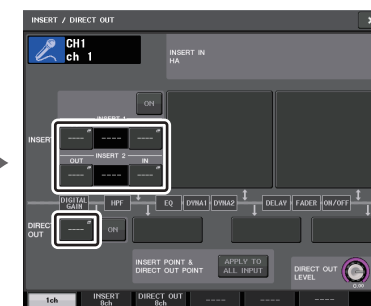 INSERT / DIRECT OUT
CH1
ch 1
INSERT IN
HA
ON
INSERT 1
INSERT
---- ---- ----
OUT INSERT 2 IN
---- ---- ----
DIGITAL GAIN HPF EQ DYNA1 DYNA2 DELAY FADER ON/OFF
DIRECT OUT
---- ON
INSERT POINT & DIRECT OUT POINT
APPLY TO ALL INPUT
DIRECT OUT LEVEL
0.00
1ch
INSERT 8ch
DIRECT OUT 8ch
---- ---- ----